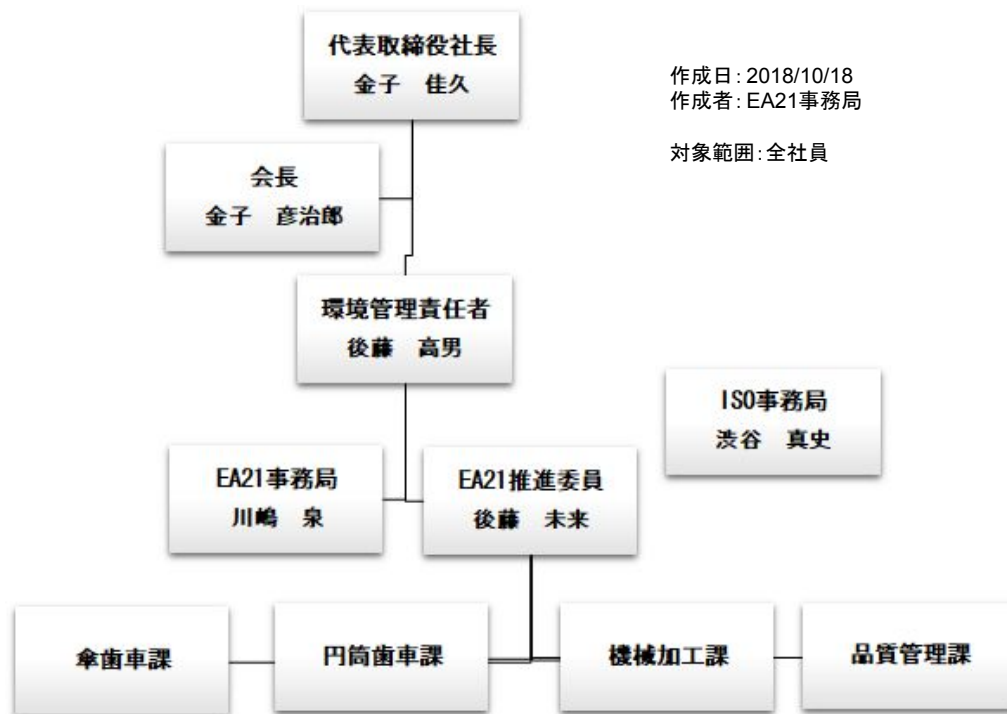 代表取締役社長
金子　佳久
作成日：2018/10/18
作成者：EA21事務局
対象範囲：全社員
会長
金子　彦治郎
環境管理責任者
後藤　高男
ISO事務局
渋谷　真史
EA21事務局
川嶋　泉
EA21推進委員
後藤　未来
傘歯車課
円筒歯車課
機械加工課
品質管理課